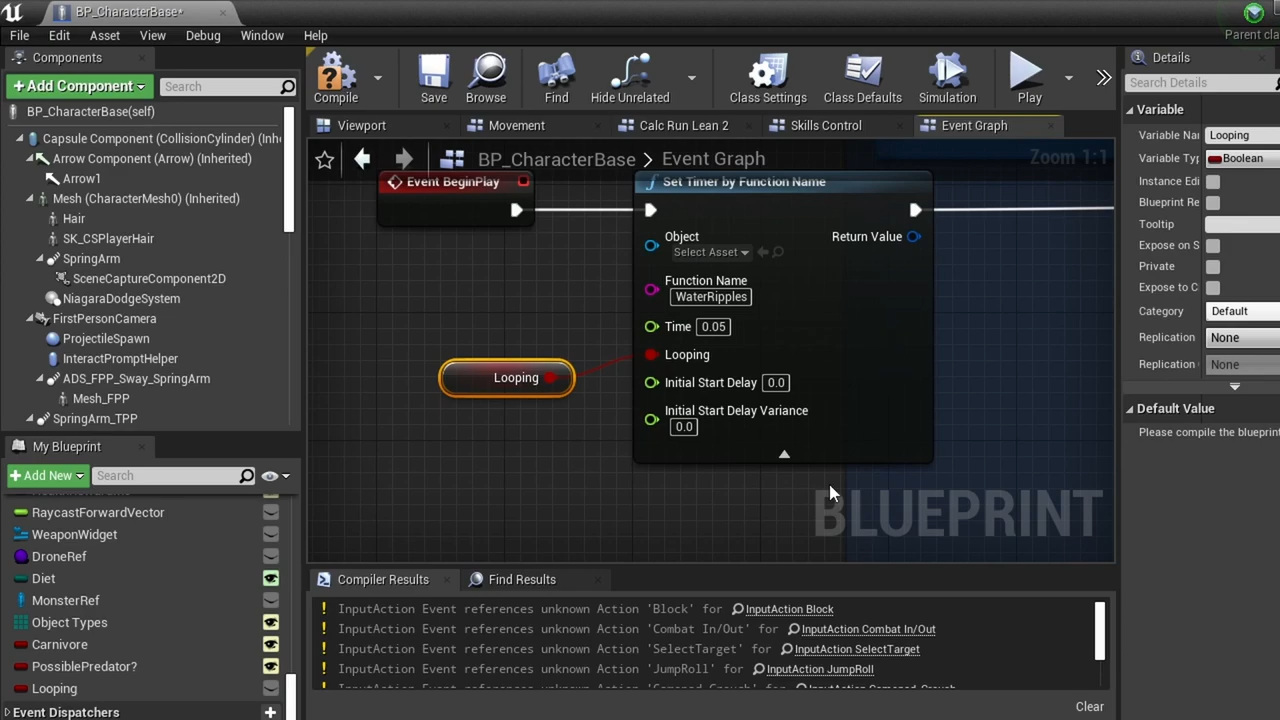 BP_CharacterBase*
File Edit Asset View Debug Window Help
Parent cla
Components
+ Add Component
Search
BP_CharacterBase(self)
Capsule Component (CollisionCylinder) (Inh
Arrow Component (Arrow) (Inherited)
Arrow1
Mesh (CharacterMesh0) (Inherited)
Hair
SK_CSPlayerHair
SpringArm
SceneCaptureComponent2D
NiagaraDodgeSystem
FirstPersonCamera
ProjectileSpawn
InteractPromptHelper
ADS_FPP_Sway_SpringArm
Mesh_FPP
SpringArm_TPP
My Blueprint
+ Add New
Search
RaycastForwardVector
WeaponWidget
DroneRef
Diet
MonsterRef
Object Types
Carnivore
PossiblePredator?
Looping
Event Dispatchers
Compile Save Browse Find Hide Unrelated Class Settings Class Defaults Simulation Play
Viewport Movement Calc Run Lean 2 Skills Control Event Graph
BP_CharacterBase > Event Graph
Zoom 1:1
Event BeginPlay
Set Timer by Function Name
Object
Select Asset
Return Value
Function Name
WaterRipples
Time 0.05
Looping
Looping
Initial Start Delay 0.0
Initial Start Delay Variance
0.0
BLUEPRINT
Compiler Results Find Results
! InputAction Event references unknown Action 'Block' for InputAction Block
! InputAction Event references unknown Action 'Combat In/Out' for InputAction Combat In/Out
! InputAction Event references unknown Action 'SelectTarget' for InputAction SelectTarget
! InputAction Event references unknown Action 'JumpRoll' for InputAction JumpRoll
Clear
Details
Search Details
Variable
Variable Na Looping
Variable Typ Boolean
Instance Edi
Blueprint Re
Tooltip
Expose on S
Private
Expose to C
Category Default
Replication None
Replication None
Default Value
Please compile the blueprint